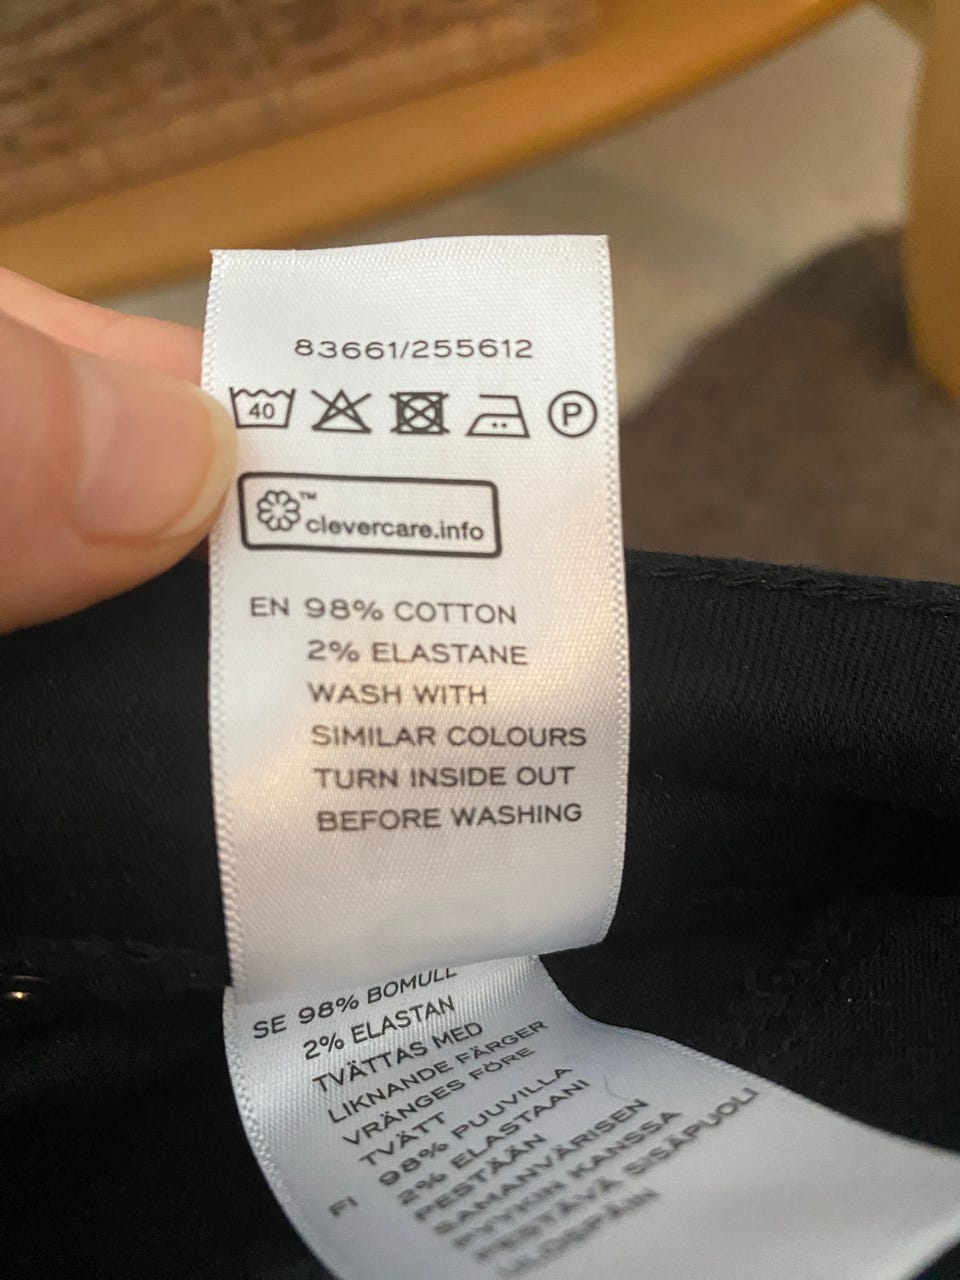 83661/255612
40
P
™
clevercare.info
EN 98% COTTON
2% ELASTANE
WASH WITH
SIMILAR COLOURS
TURN INSIDE OUT
BEFORE WASHING
SE 98% BOMULL
2% ELASTAN
TVÄTTAS MED
LIKNANDE FÄRGER
VRÄNGES FÖRE
TVÄTT
FI 98% PUUVILLA
2% ELASTAANI
PESTÄÄN
SAMANVÄRISEN
PYYKIN KANSSA
PESTÄVÄ SISÄPUOLI
ULOSPÄIN